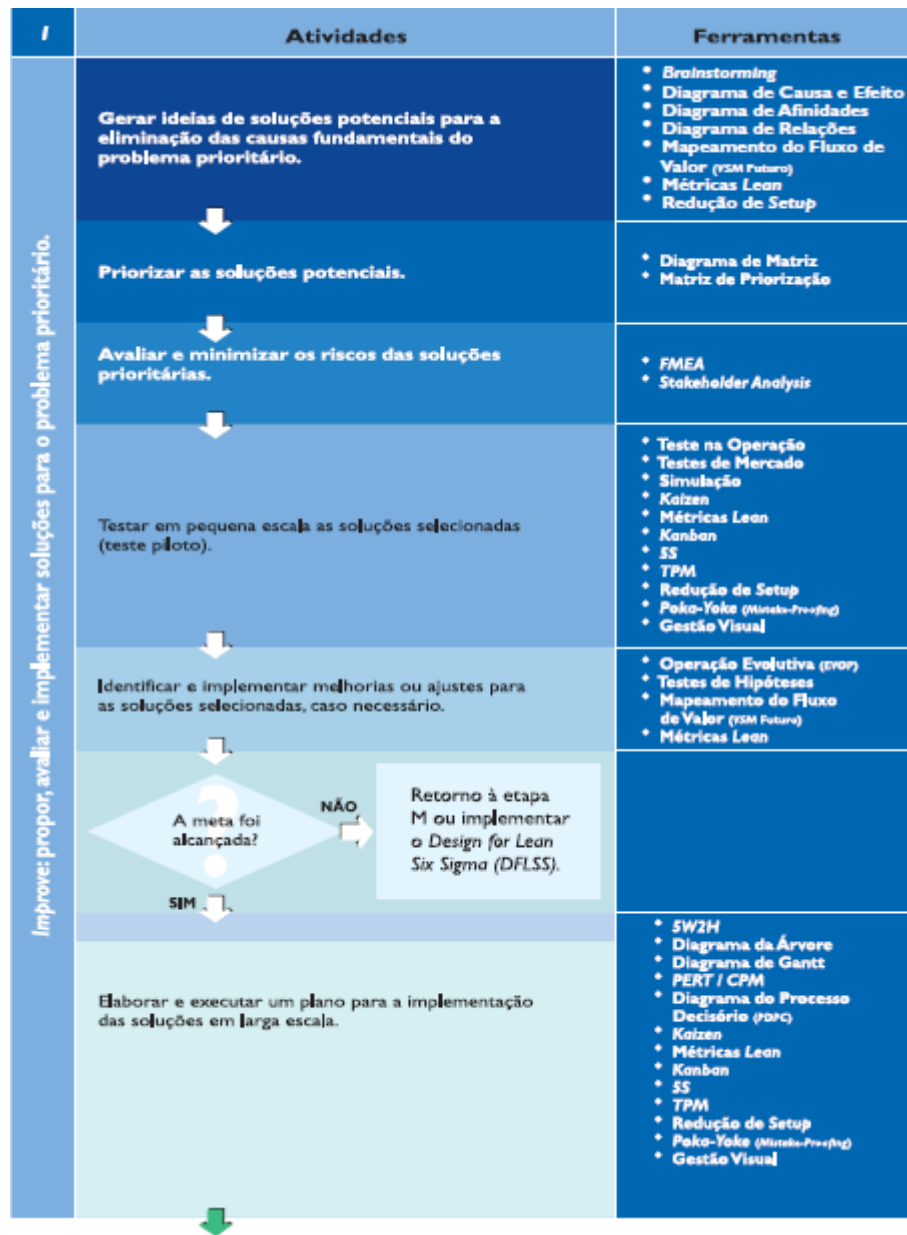 I
Atividades
Ferramentas
Improve: propor, avaliar e implementar soluções para o problema prioritário.
Gerar ideias de soluções potenciais para a
eliminação das causas fundamentais do
problema prioritário.
* Brainstorming
* Diagrama de Causa e Efeito
* Diagrama de Afinidades
* Diagrama de Relações
* Mapeamento do Fluxo de
Valor (VSM Futuro)
* Métricas Lean
* Redução de Setup
Priorizar as soluções potenciais.
* Diagrama de Matriz
* Matriz de Priorização
Avaliar e minimizar os riscos das soluções
prioritárias.
* FMEA
* Stakeholder Analysis
Testar em pequena escala as soluções selecionadas
(teste piloto).
* Teste na Operação
* Testes de Mercado
* Simulação
* Kaizen
* Métricas Lean
* Kanban
* 5S
* TPM
* Redução de Setup
* Poka-Yoke (Mistake-Proofing)
* Gestão Visual
Identificar e implementar melhorias ou ajustes para
as soluções selecionadas, caso necessário.
* Operação Evolutiva (EVOP)
* Testes de Hipóteses
* Mapeamento do Fluxo
de Valor (VSM Futuro)
* Métricas Lean
?
A meta foi
alcançada?
NÃO
Retorno à etapa
M ou implementar
o Design for Lean
Six Sigma (DFLSS).
SIM
Elaborar e executar um plano para a implementação
das soluções em larga escala.
* 5W2H
* Diagrama da Árvore
* Diagrama de Gantt
* PERT / CPM
* Diagrama do Processo
Decisório (PDPC)
* Kaizen
* Métricas Lean
* Kanban
* 5S
* TPM
* Redução de Setup
* Poka-Yoke (Mistake-Proofing)
* Gestão Visual